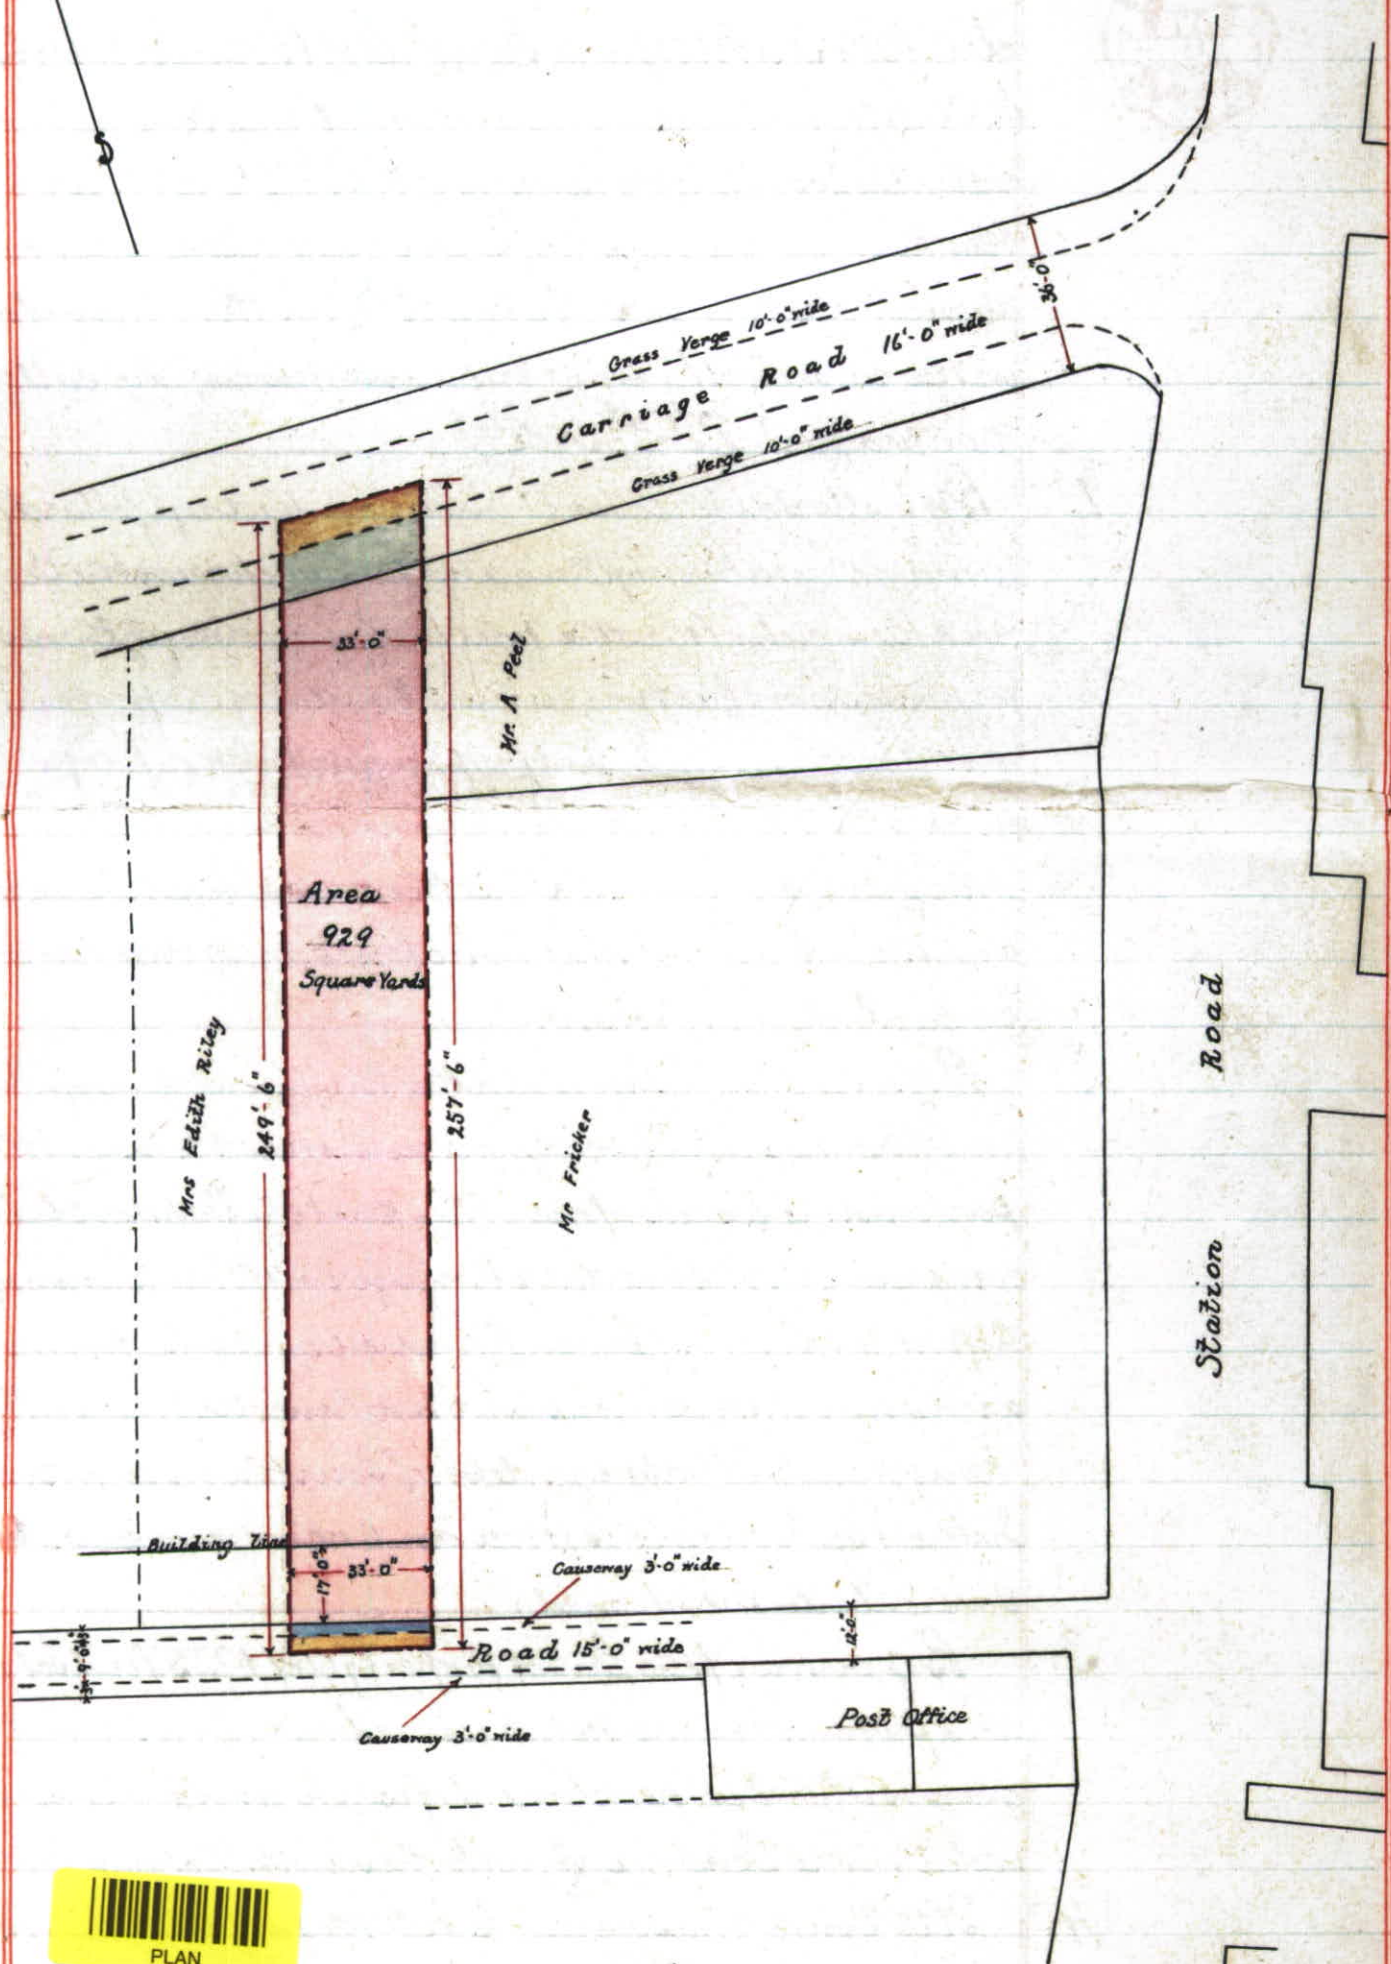 S
Grass Verge 10'-0" wide
36'-0"
Carriage Road 16'-0" wide
Grass Verge 10'-0" wide
33'-0"
Mr. A Peel
Area
929
Square Yards
Mrs Edith Riley
249'-6"
257'-6"
Mr Fricker
Station Road
Building line
17'-0"
33'-0"
Causeway 3'-0" wide
12'-0"
Road 15'-0" wide
Post Office
Causeway 3'-0" wide
PLAN